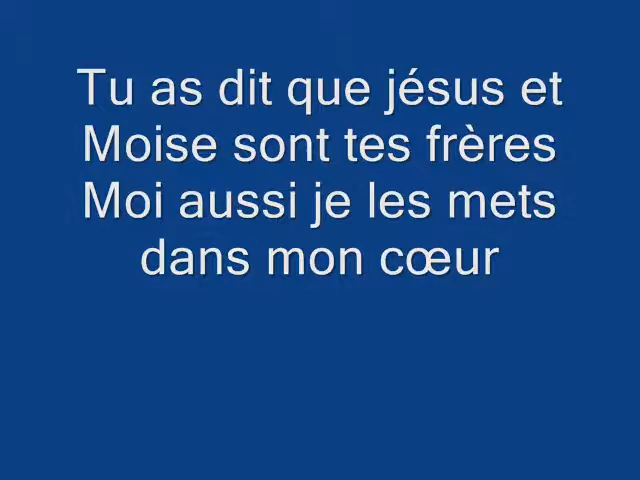 Tu as dit que jésus et
Moise sont tes frères
Moi aussi je les mets
dans mon cœur